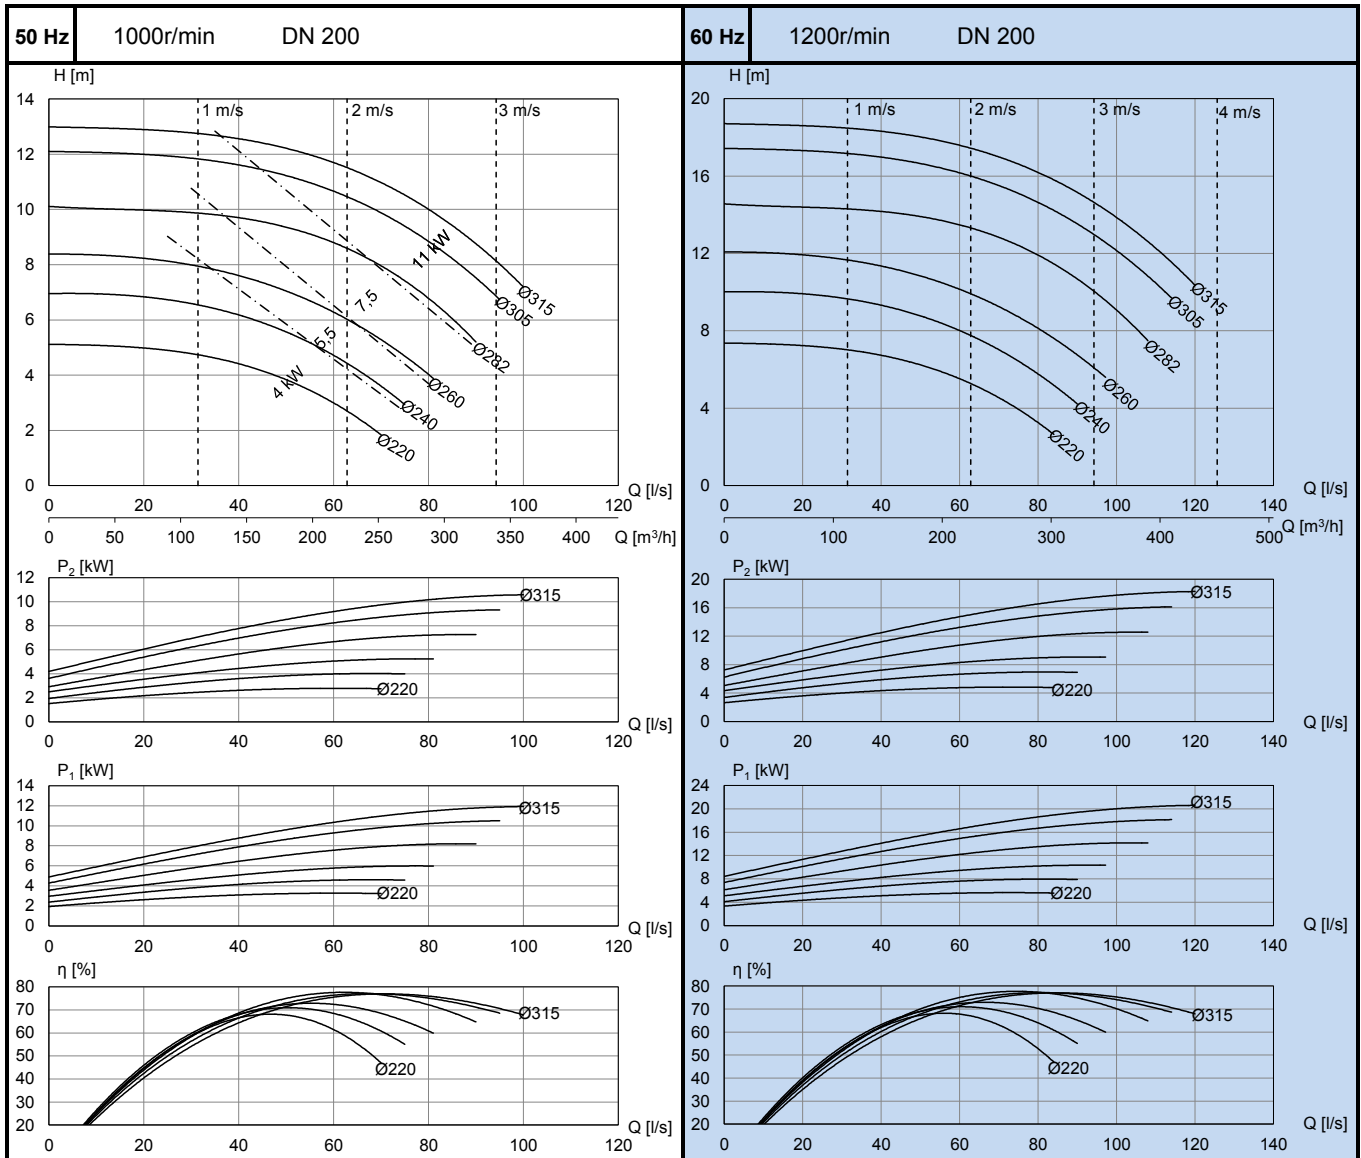 50 Hz 1000r/min DN 200
H [m]
14
12
10
8
6
4
2
0
1 m/s 2 m/s 3 m/s
11 kW
7,5
5,5
4 kW
Ø315
Ø305
Ø282
Ø260
Ø240
Ø220
0 20 40 60 80 100 120 Q [l/s]
0 50 100 150 200 250 300 350 400 Q [m³/h]
P₂ [kW]
12
10
8
6
4
2
0
Ø315
Ø220
0 20 40 60 80 100 120 Q [l/s]
P₁ [kW]
14
12
10
8
6
4
2
0
Ø315
Ø220
0 20 40 60 80 100 120 Q [l/s]
η [%]
80
70
60
50
40
30
20
Ø315
Ø220
0 20 40 60 80 100 120 Q [l/s]
60 Hz 1200r/min DN 200
H [m]
20
16
12
8
4
0
1 m/s 2 m/s 3 m/s 4 m/s
Ø315
Ø305
Ø282
Ø260
Ø240
Ø220
0 20 40 60 80 100 120 140 Q [l/s]
0 100 200 300 400 500 Q [m³/h]
P₂ [kW]
20
16
12
8
4
0
Ø315
Ø220
0 20 40 60 80 100 120 140 Q [l/s]
P₁ [kW]
24
20
16
12
8
4
0
Ø315
Ø220
0 20 40 60 80 100 120 140 Q [l/s]
η [%]
80
70
60
50
40
30
20
Ø315
Ø220
0 20 40 60 80 100 120 140 Q [l/s]